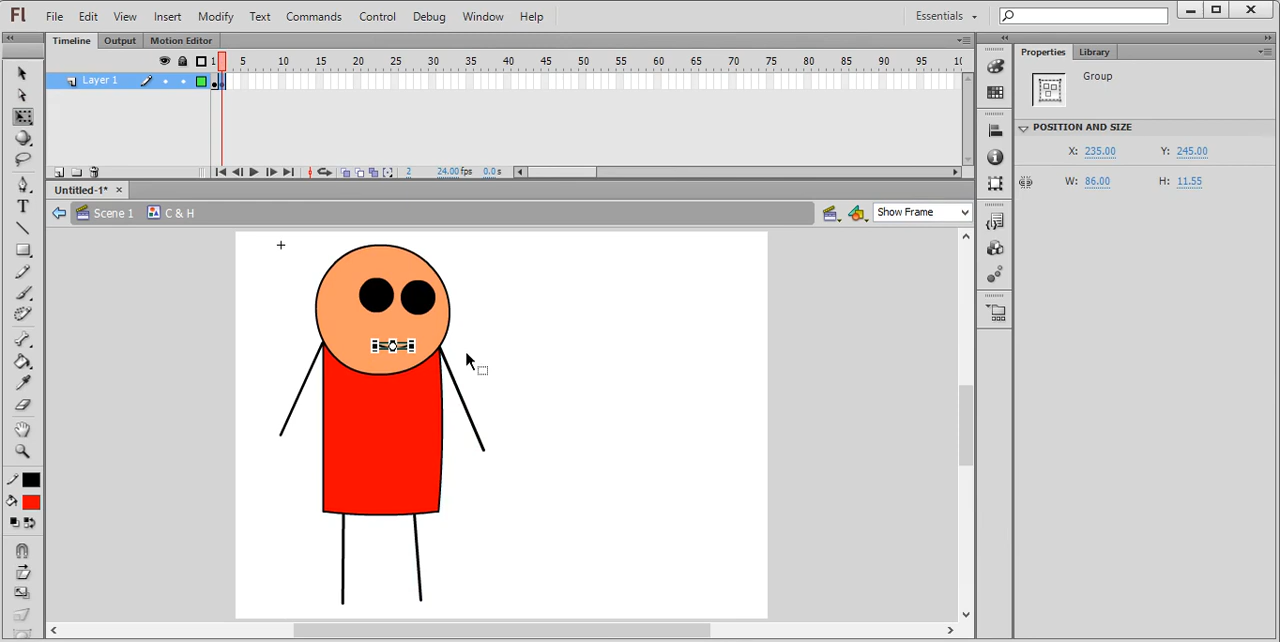 Fl File Edit View Insert Modify Text Commands Control Debug Window Help Essentials
Timeline Output Motion Editor
1 5 10 15 20 25 30 35 40 45 50 55 60 65 70 75 80 85 90 95 10
Layer 1
2 24.00 fps 0.0 s
Untitled-1*
Scene 1 C & H Show Frame
Properties Library
Group
POSITION AND SIZE
X: 235.00 Y: 245.00
W: 86.00 H: 11.55